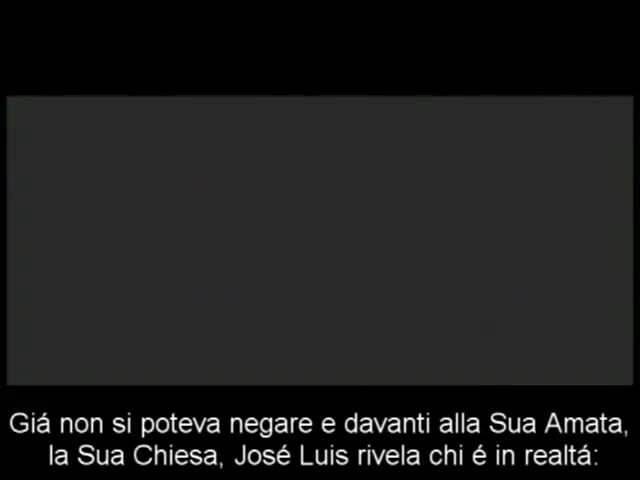 Giá non si poteva negare e davanti alla Sua Amata,
la Sua Chiesa, José Luis rivela chi é in realtá: